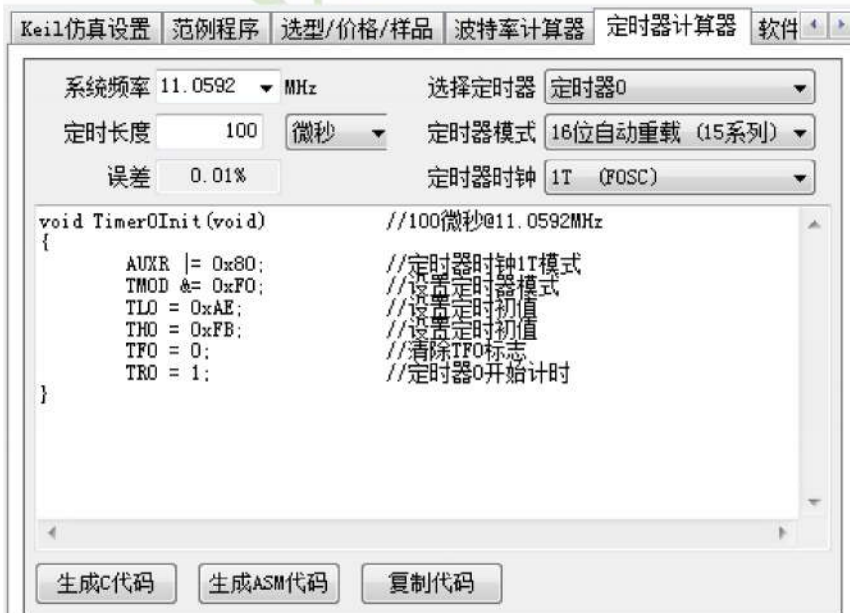 Keil仿真设置 范例程序 选型/价格/样品 波特率计算器 定时器计算器 软件
系统频率 11.0592 MHz 选择定时器 定时器0
定时长度 100 微秒 定时器模式 16位自动重载 (15系列)
误差 0.01% 定时器时钟 1T (FOSC)
void Timer0Init(void) //100微秒@11.0592MHz
{
AUXR |= 0x80; //定时器时钟1T模式
TMOD &= 0xF0; //设置定时器模式
TL0 = 0xAE; //设置定时初值
TH0 = 0xFB; //设置定时初值
TF0 = 0; //清除TF0标志
TR0 = 1; //定时器0开始计时
}
生成C代码 生成ASM代码 复制代码